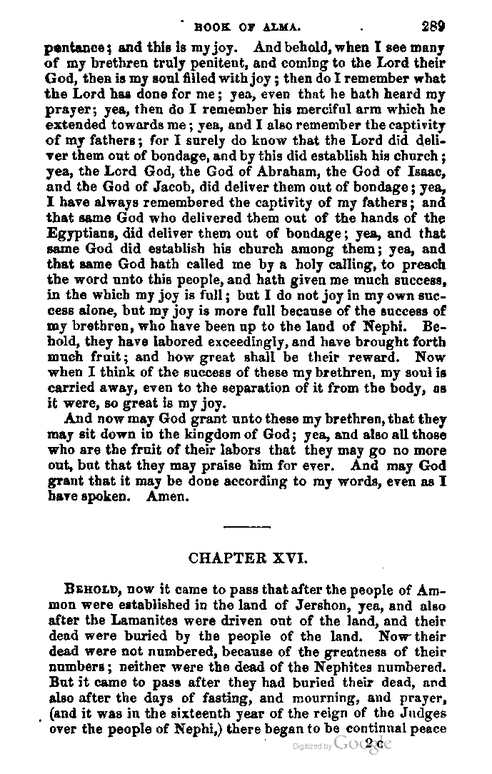 BOOK OF ALMA. 289
pentance; and this is my joy. And behold, when I see many
of my brethren truly penitent, and coming to the Lord their
God, then is my soul filled with joy; then do I remember what
the Lord has done for me; yea, even that he hath heard my
prayer; yea, then do I remember his merciful arm which he
extended towards me; yea, and I also remember the captivity
of my fathers; for I surely do know that the Lord did deli-
ver them out of bondage, and by this did establish his church;
yea, the Lord God, the God of Abraham, the God of Isaac,
and the God of Jacob, did deliver them out of bondage; yea,
I have always remembered the captivity of my fathers; and
that same God who delivered them out of the hands of the
Egyptians, did deliver them out of bondage; yea, and that
same God did establish his church among them; yea, and
that same God hath called me by a holy calling, to preach
the word unto this people, and hath given me much success,
in the which my joy is full; but I do not joy in my own suc-
cess alone, but my joy is more full because of the success of
my brethren, who have been up to the land of Nephi. Be-
hold, they have labored exceedingly, and have brought forth
much fruit; and how great shall be their reward. Now
when I think of the success of these my brethren, my soul is
carried away, even to the separation of it from the body, as
it were, so great is my joy.
And now may God grant unto these my brethren, that they
may sit down in the kingdom of God; yea, and also all those
who are the fruit of their labors that they may go no more
out, but that they may praise him for ever. And may God
grant that it may be done according to my words, even as I
have spoken. Amen.
CHAPTER XVI.
BEHOLD, now it came to pass that after the people of Am-
mon were established in the land of Jershon, yea, and also
after the Lamanites were driven out of the land, and their
dead were buried by the people of the land. Now their
dead were not numbered, because of the greatness of their
numbers; neither were the dead of the Nephites numbered.
But it came to pass after they had buried their dead, and
also after the days of fasting, and mourning, and prayer,
(and it was in the sixteenth year of the reign of the Judges
over the people of Nephi,) there began to be continual peace
Digitized by Google 2 c